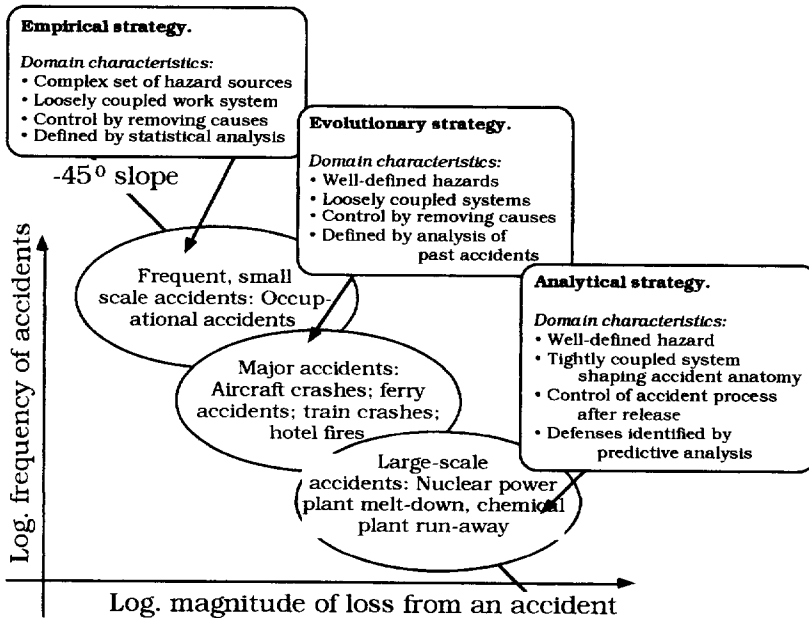 Empirical strategy.
Domain characteristics:
• Complex set of hazard sources
• Loosely coupled work system
• Control by removing causes
• Defined by statistical analysis
Evolutionary strategy.
Domain characteristics:
• Well-defined hazards
• Loosely coupled systems
• Control by removing causes
• Defined by analysis of
past accidents
Analytical strategy.
Domain characteristics:
• Well-defined hazard
• Tightly coupled system
shaping accident anatomy
• Control of accident process
after release
• Defenses identified by
predictive analysis
-45° slope
Frequent, small
scale accidents: Occup-
ational accidents
Major accidents:
Aircraft crashes; ferry
accidents; train crashes;
hotel fires
Large-scale
accidents: Nuclear power
plant melt-down, chemical
plant run-away
Log. frequency of accidents
Log. magnitude of loss from an accident